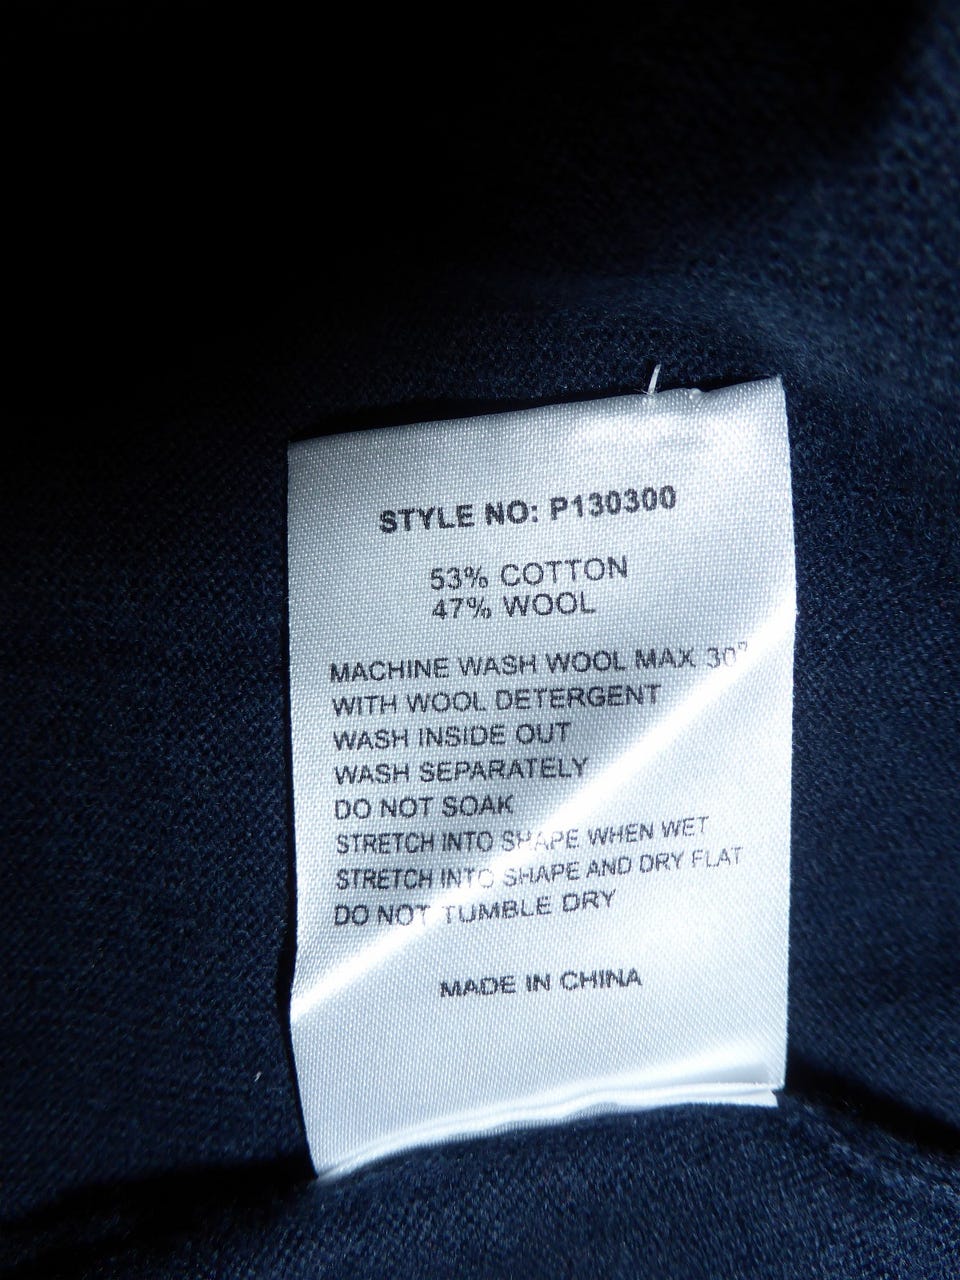 STYLE NO: P130300
53% COTTON
47% WOOL
MACHINE WASH WOOL MAX 30°
WITH WOOL DETERGENT
WASH INSIDE OUT
WASH SEPARATELY
DO NOT SOAK
STRETCH INTO SHAPE WHEN WET
STRETCH INTO SHAPE AND DRY FLAT
DO NOT TUMBLE DRY
MADE IN CHINA